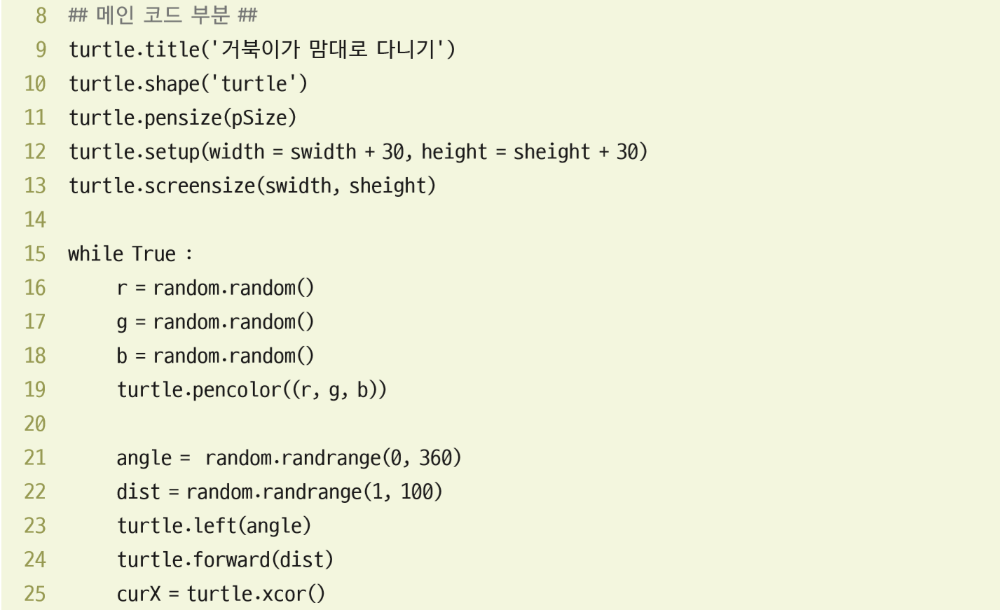 8 ## 메인 코드 부분 ##
9 turtle.title('거북이가 맘대로 다니기')
10 turtle.shape('turtle')
11 turtle.pensize(pSize)
12 turtle.setup(width = swidth + 30, height = sheight + 30)
13 turtle.screensize(swidth, sheight)
14
15 while True :
16 r = random.random()
17 g = random.random()
18 b = random.random()
19 turtle.pencolor((r, g, b))
20
21 angle = random.randrange(0, 360)
22 dist = random.randrange(1, 100)
23 turtle.left(angle)
24 turtle.forward(dist)
25 curX = turtle.xcor()